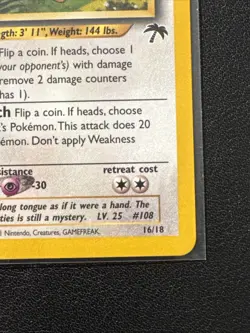 gth: 3' 11", Weight: 144 lbs.
Flip a coin. If heads, choose 1
your opponent's) with damage
remove 2 damage counters
has 1).
ch Flip a coin. If heads, choose
's Pokémon. This attack does 20
émon. Don't apply Weakness
sistance
retreat cost
-30
long tongue as if it were a hand. The
ties is still a mystery. LV. 25 #108
Nintendo, Creatures, GAMEFREAK.
16/18